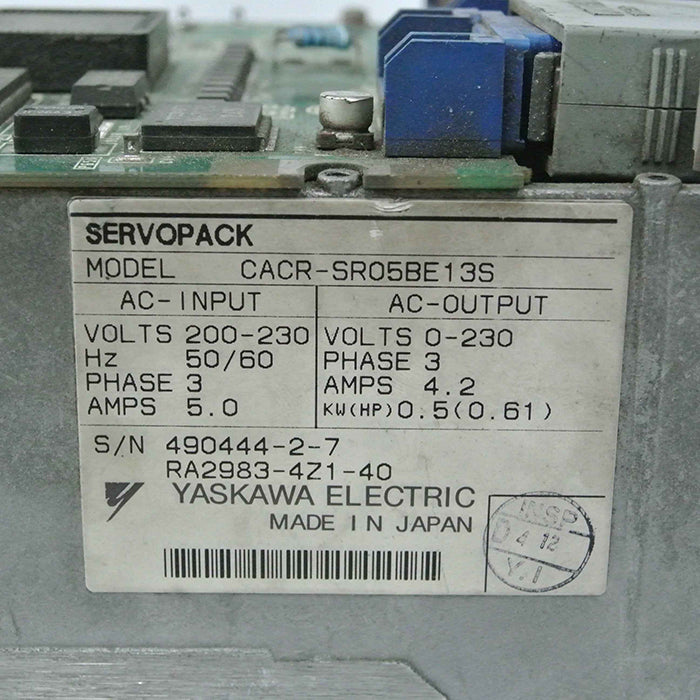 SERVOPACK
MODEL CACR-SR05BE13S
AC-INPUT AC-OUTPUT
VOLTS 200-230 VOLTS 0-230
Hz 50/60 PHASE 3
PHASE 3 AMPS 4.2
AMPS 5.0 KW(HP)0.5(0.61)
S/N 490444-2-7
RA2983-4Z1-40
YASKAWA ELECTRIC
MADE IN JAPAN
INSP
D 4 12
Y.I